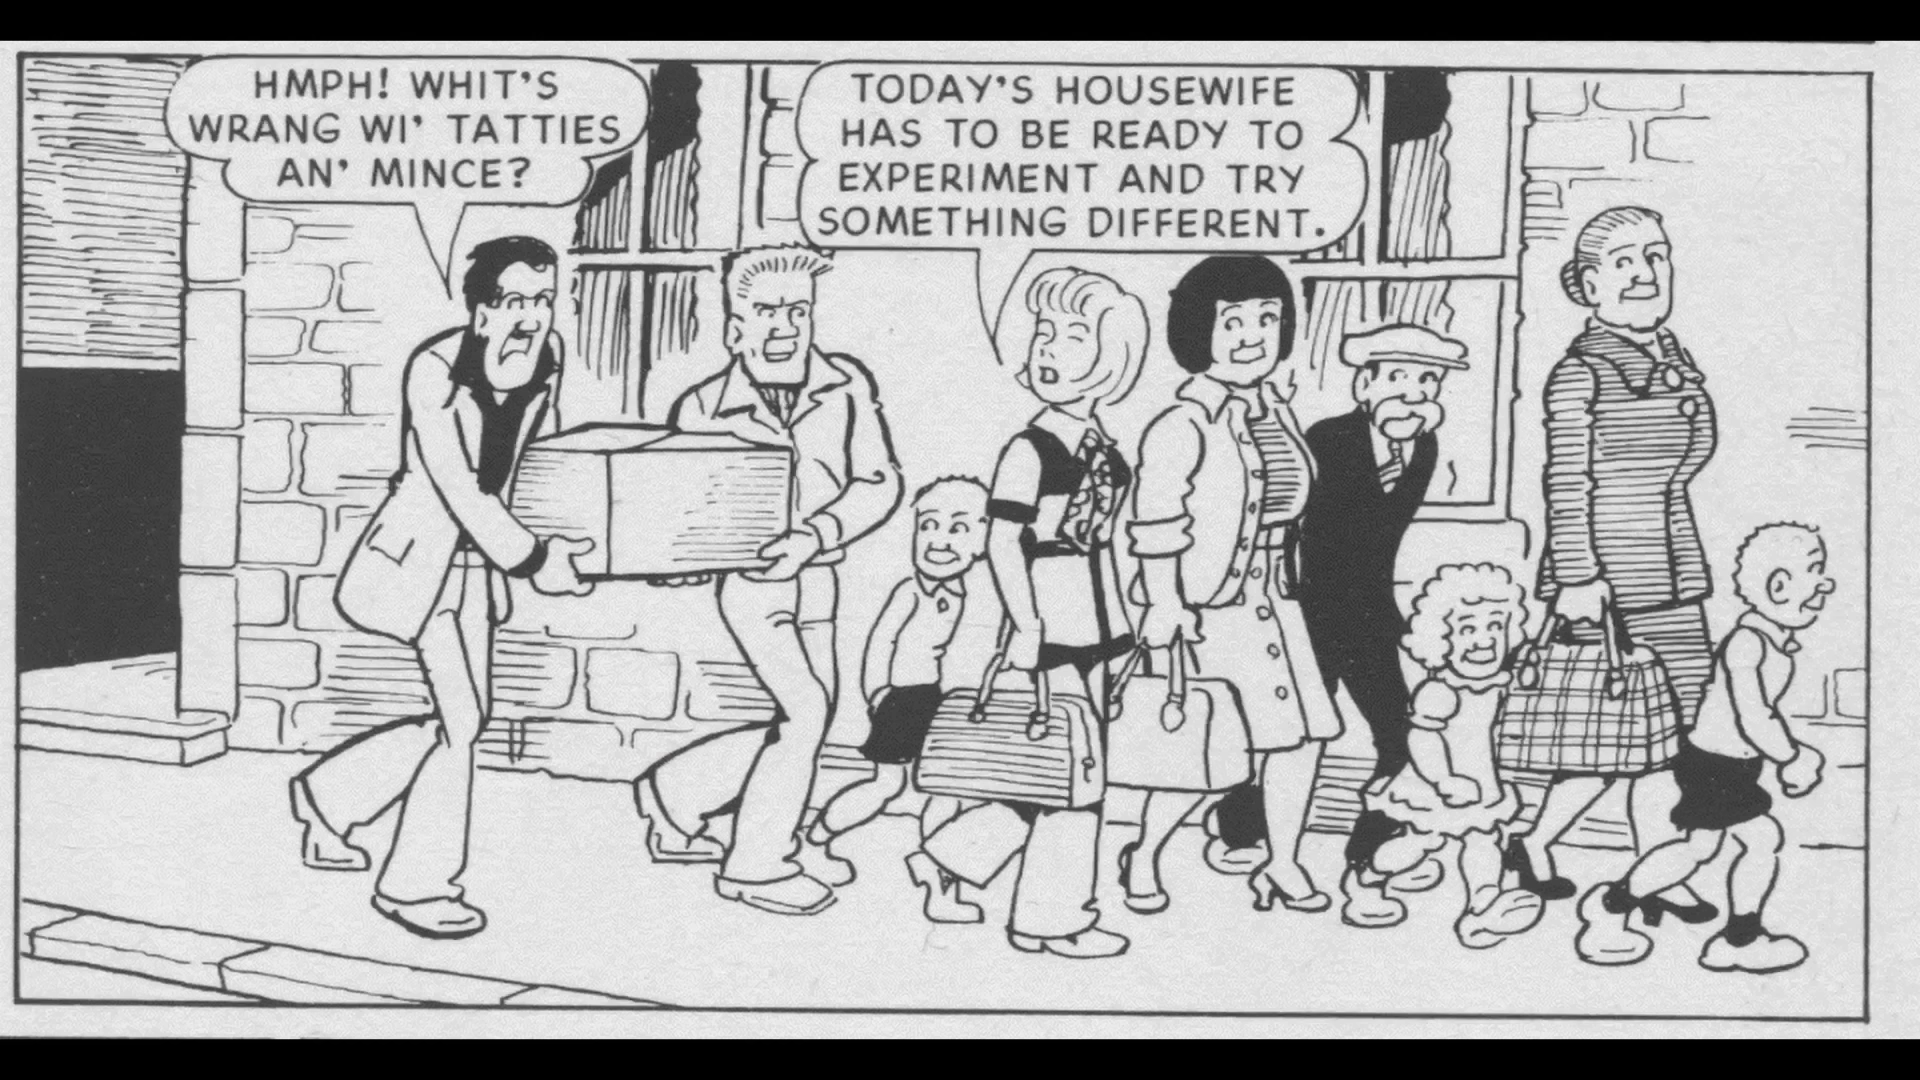 HMPH! WHIT'S
WRANG WI' TATTIES
AN' MINCE?
TODAY'S HOUSEWIFE
HAS TO BE READY TO
EXPERIMENT AND TRY
SOMETHING DIFFERENT.